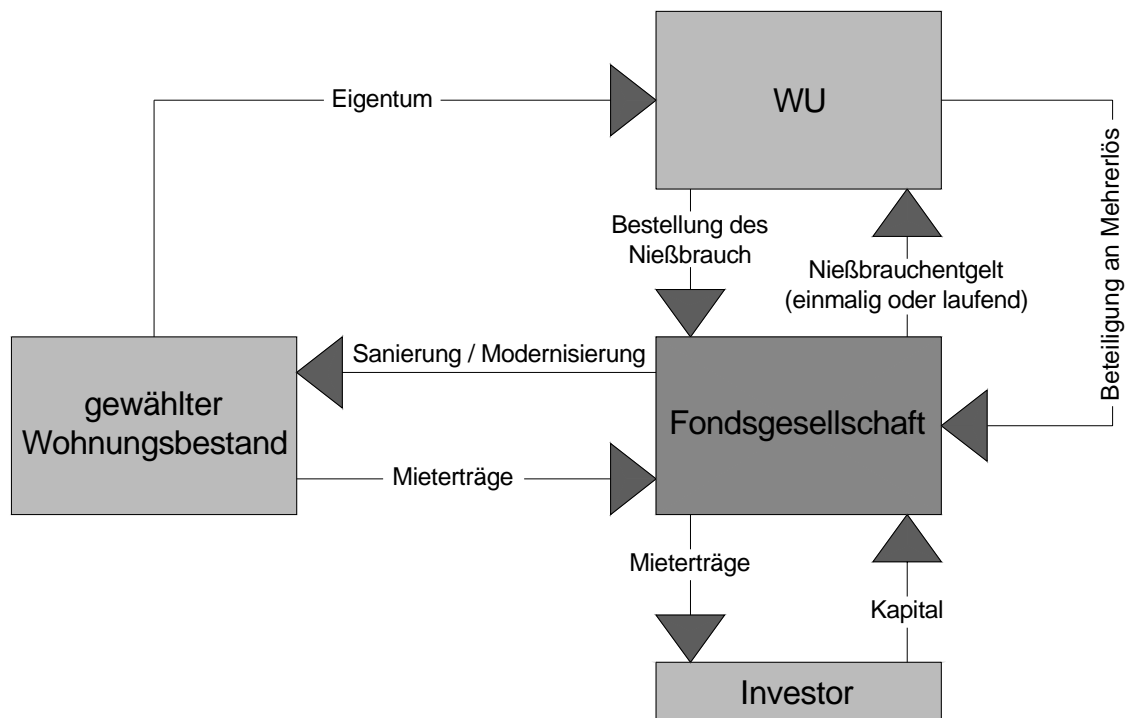 WU
Eigentum
Beteiligung an Mehrerlös
Bestellung des
Nießbrauch
Nießbrauchentgelt
(einmalig oder laufend)
Sanierung / Modernisierung
gewählter
Wohnungsbestand
Fondsgesellschaft
Mieterträge
Mieterträge
Kapital
Investor